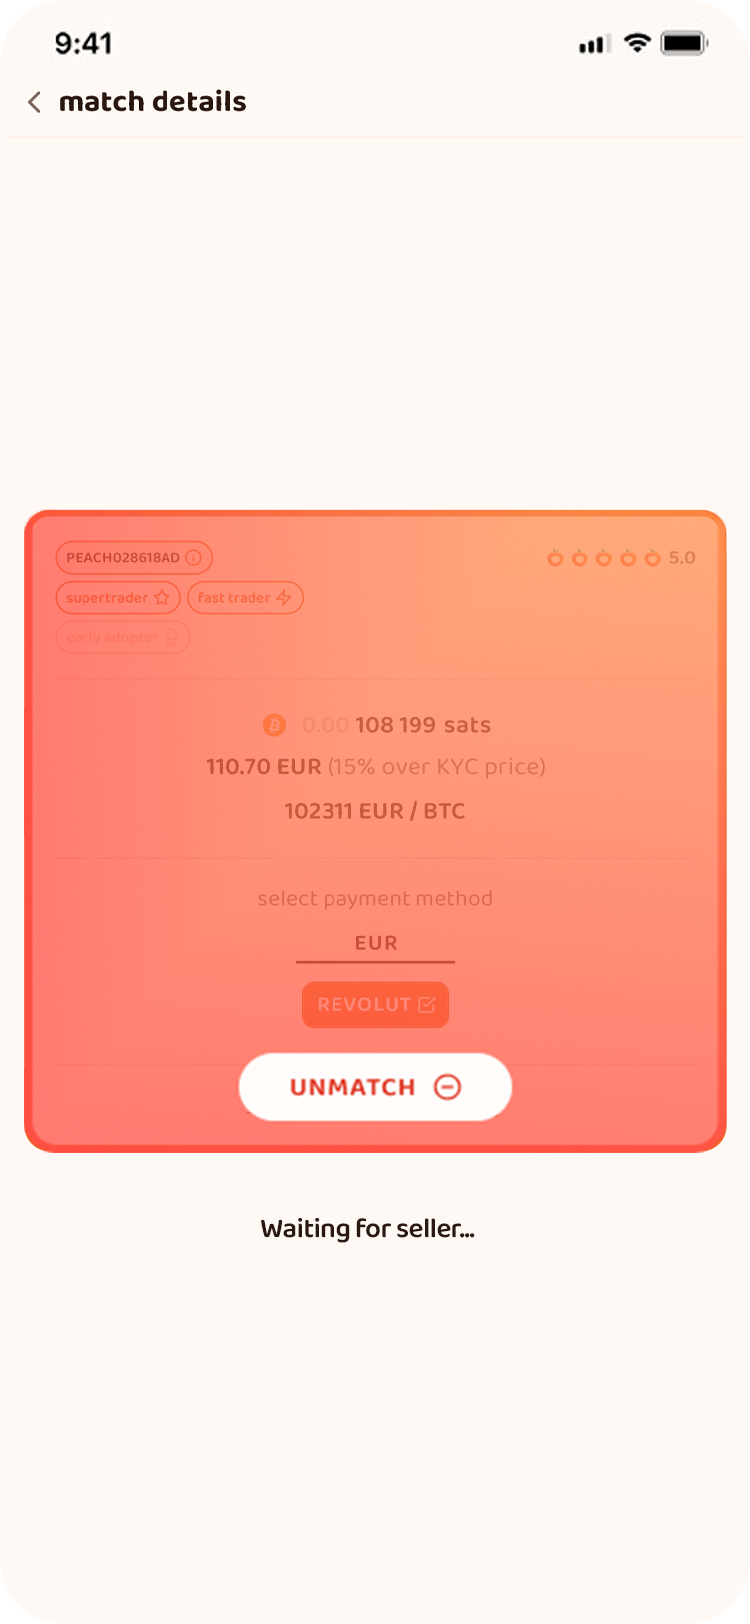 9:41
match details
PEACH028618AD
5.0
supertrader fast trader
early adopter
0.00 108 199 sats
110.70 EUR (15% over KYC price)
102311 EUR / BTC
select payment method
EUR
REVOLUT
UNMATCH
Waiting for seller...